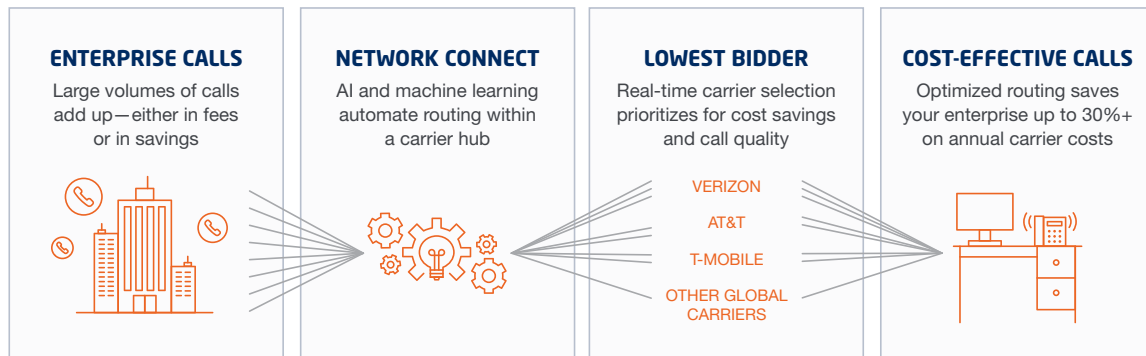 ENTERPRISE CALLS
Large volumes of calls
add up—either in fees
or in savings
NETWORK CONNECT
AI and machine learning
automate routing within
a carrier hub
LOWEST BIDDER
Real-time carrier selection
prioritizes for cost savings
and call quality
VERIZON
AT&T
T-MOBILE
OTHER GLOBAL
CARRIERS
COST-EFFECTIVE CALLS
Optimized routing saves
your enterprise up to 30%+
on annual carrier costs